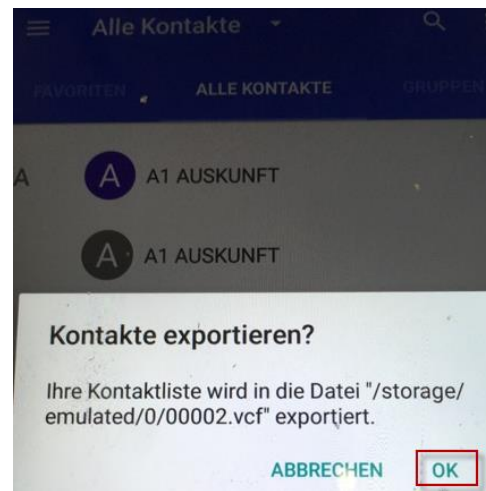 Alle Kontakte
FAVORITEN ALLE KONTAKTE GRUPPEN
A
A A1 AUSKUNFT
A A1 AUSKUNFT
Kontakte exportieren?
Ihre Kontaktliste wird in die Datei "/storage/
emulated/0/00002.vcf" exportiert.
ABBRECHEN OK